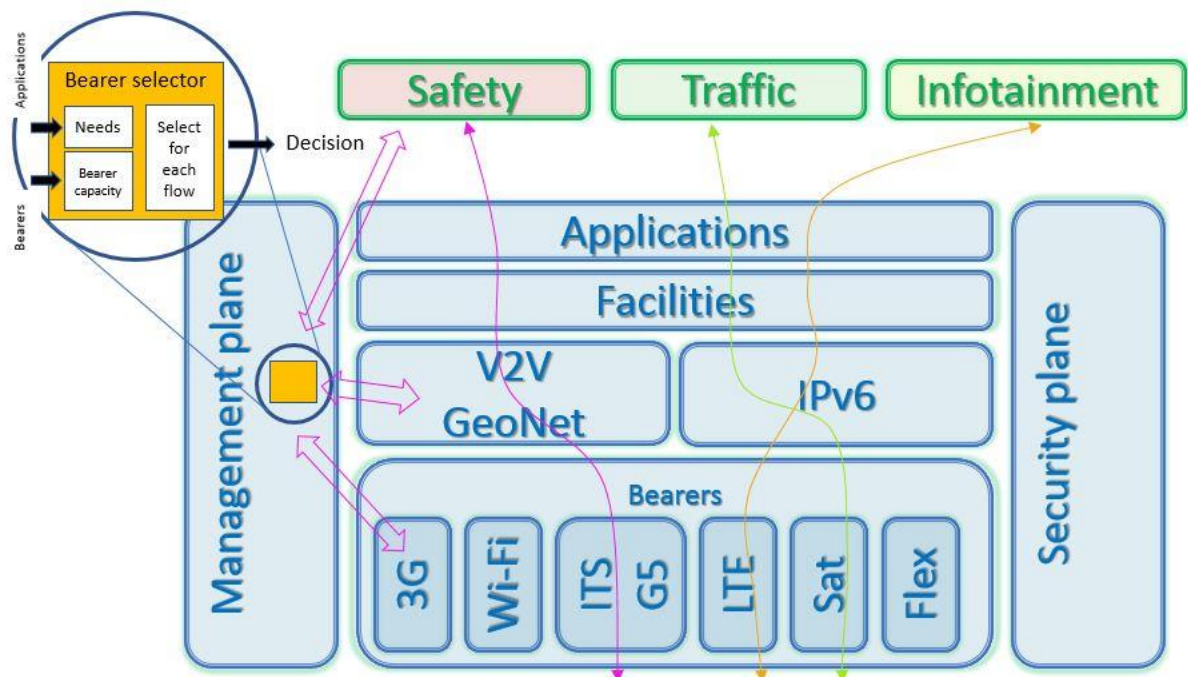 Applications
Bearers
Bearer selector
Needs
Bearer
capacity
Select
for
each
flow
Decision
Safety
Traffic
Infotainment
Management plane
Applications
Facilities
V2V
GeoNet
IPv6
Bearers
3G
Wi-Fi
ITS
G5
LTE
Sat
Flex
Security plane